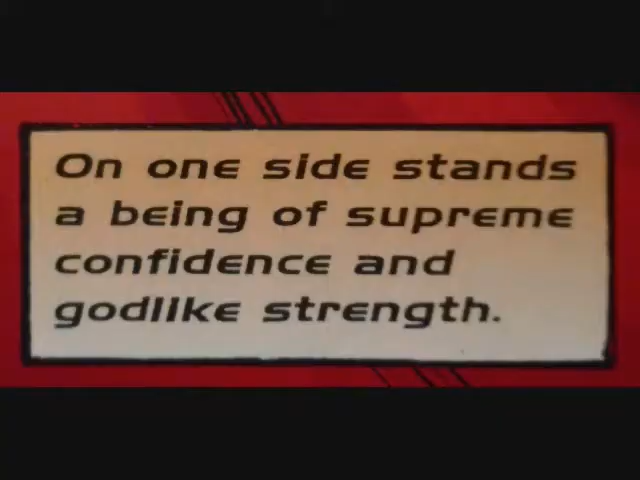 On one side stands
a being of supreme
confidence and
godlike strength.